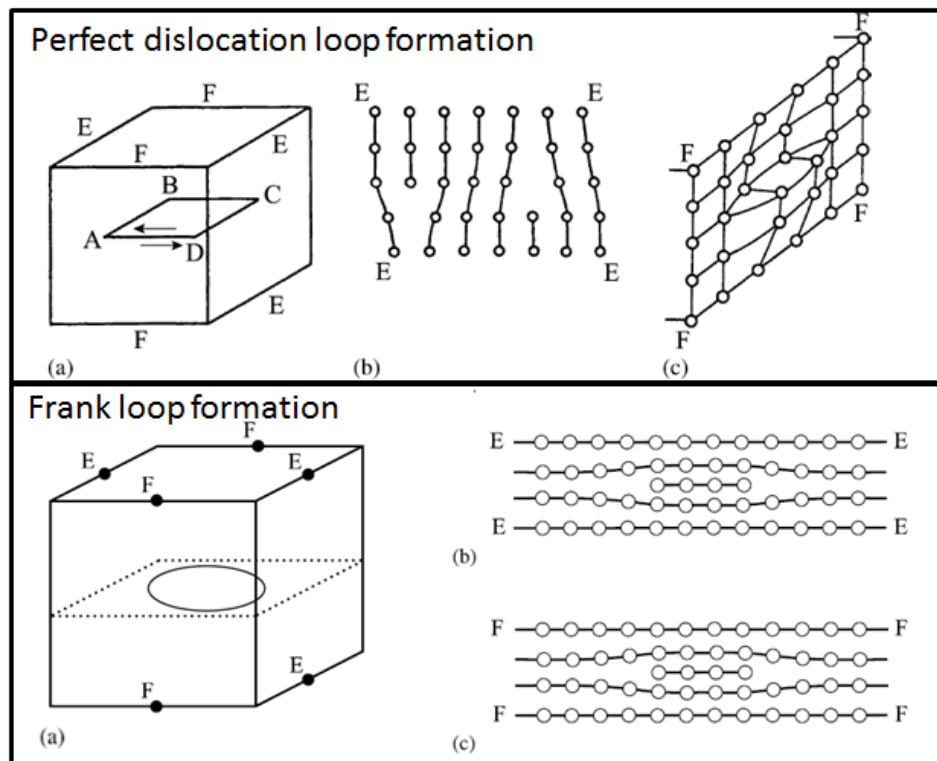 Perfect dislocation loop formation
F
E
F
E
B
C
A
D
E
F
(a)
E
E
E
E
(b)
F
F
F
F
(c)
Frank loop formation
F
E
E
F
E
F
(a)
E E
E E
(b)
F F
F F
(c)